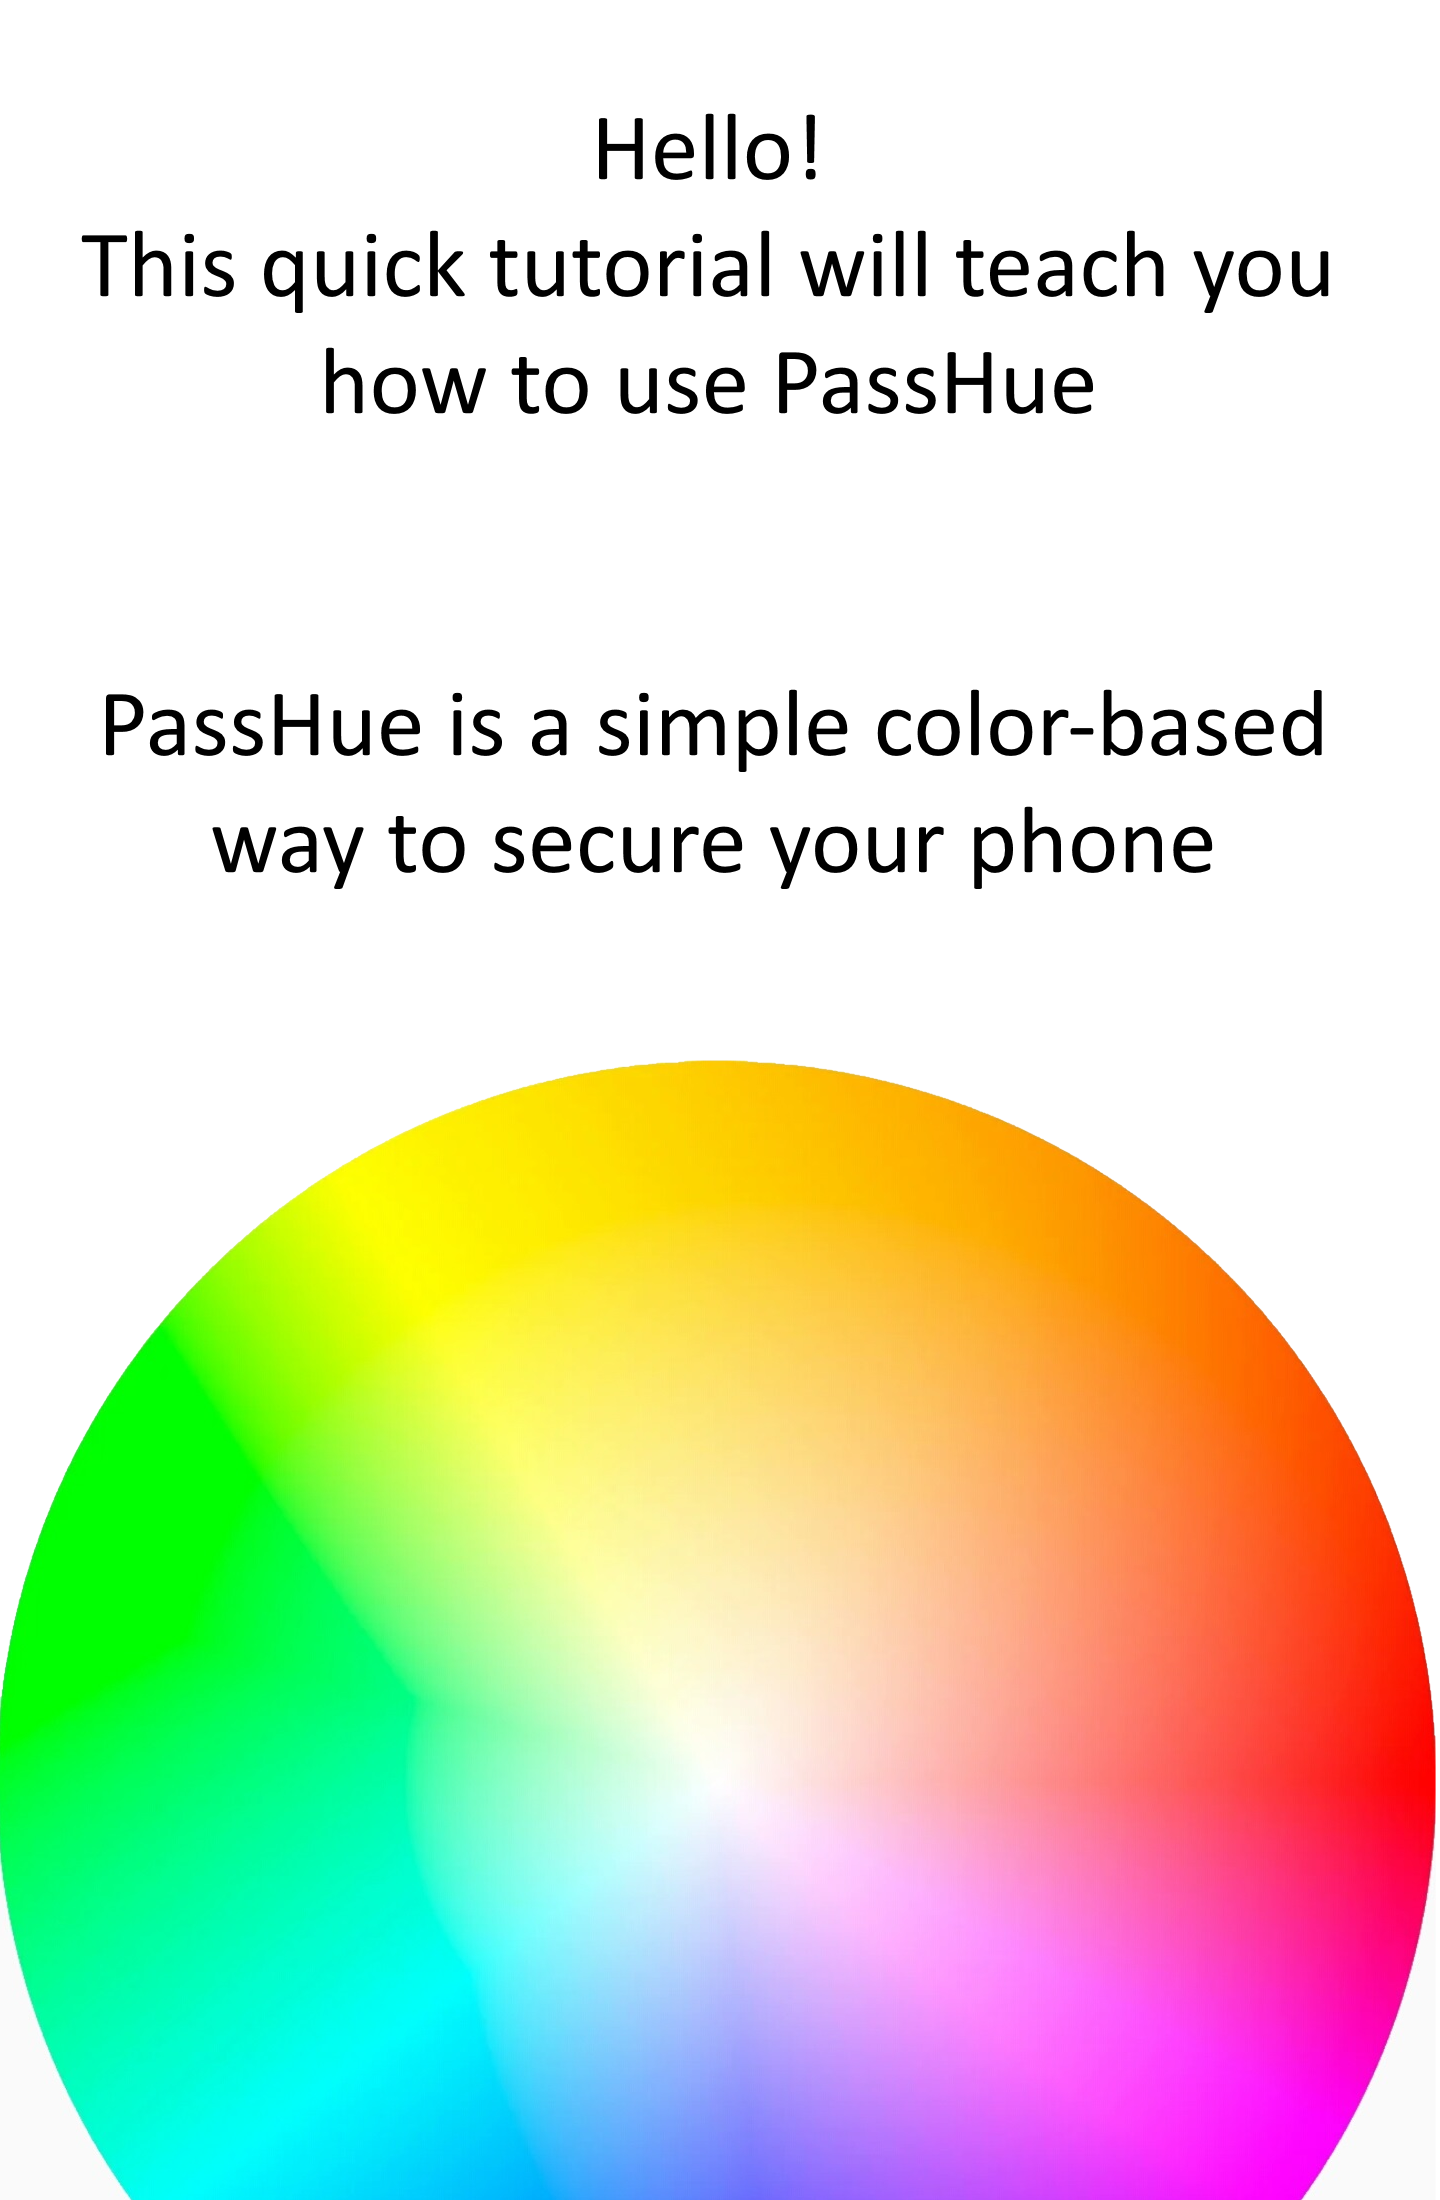 Hello!
This quick tutorial will teach you
how to use PassHue
PassHue is a simple color-based
way to secure your phone